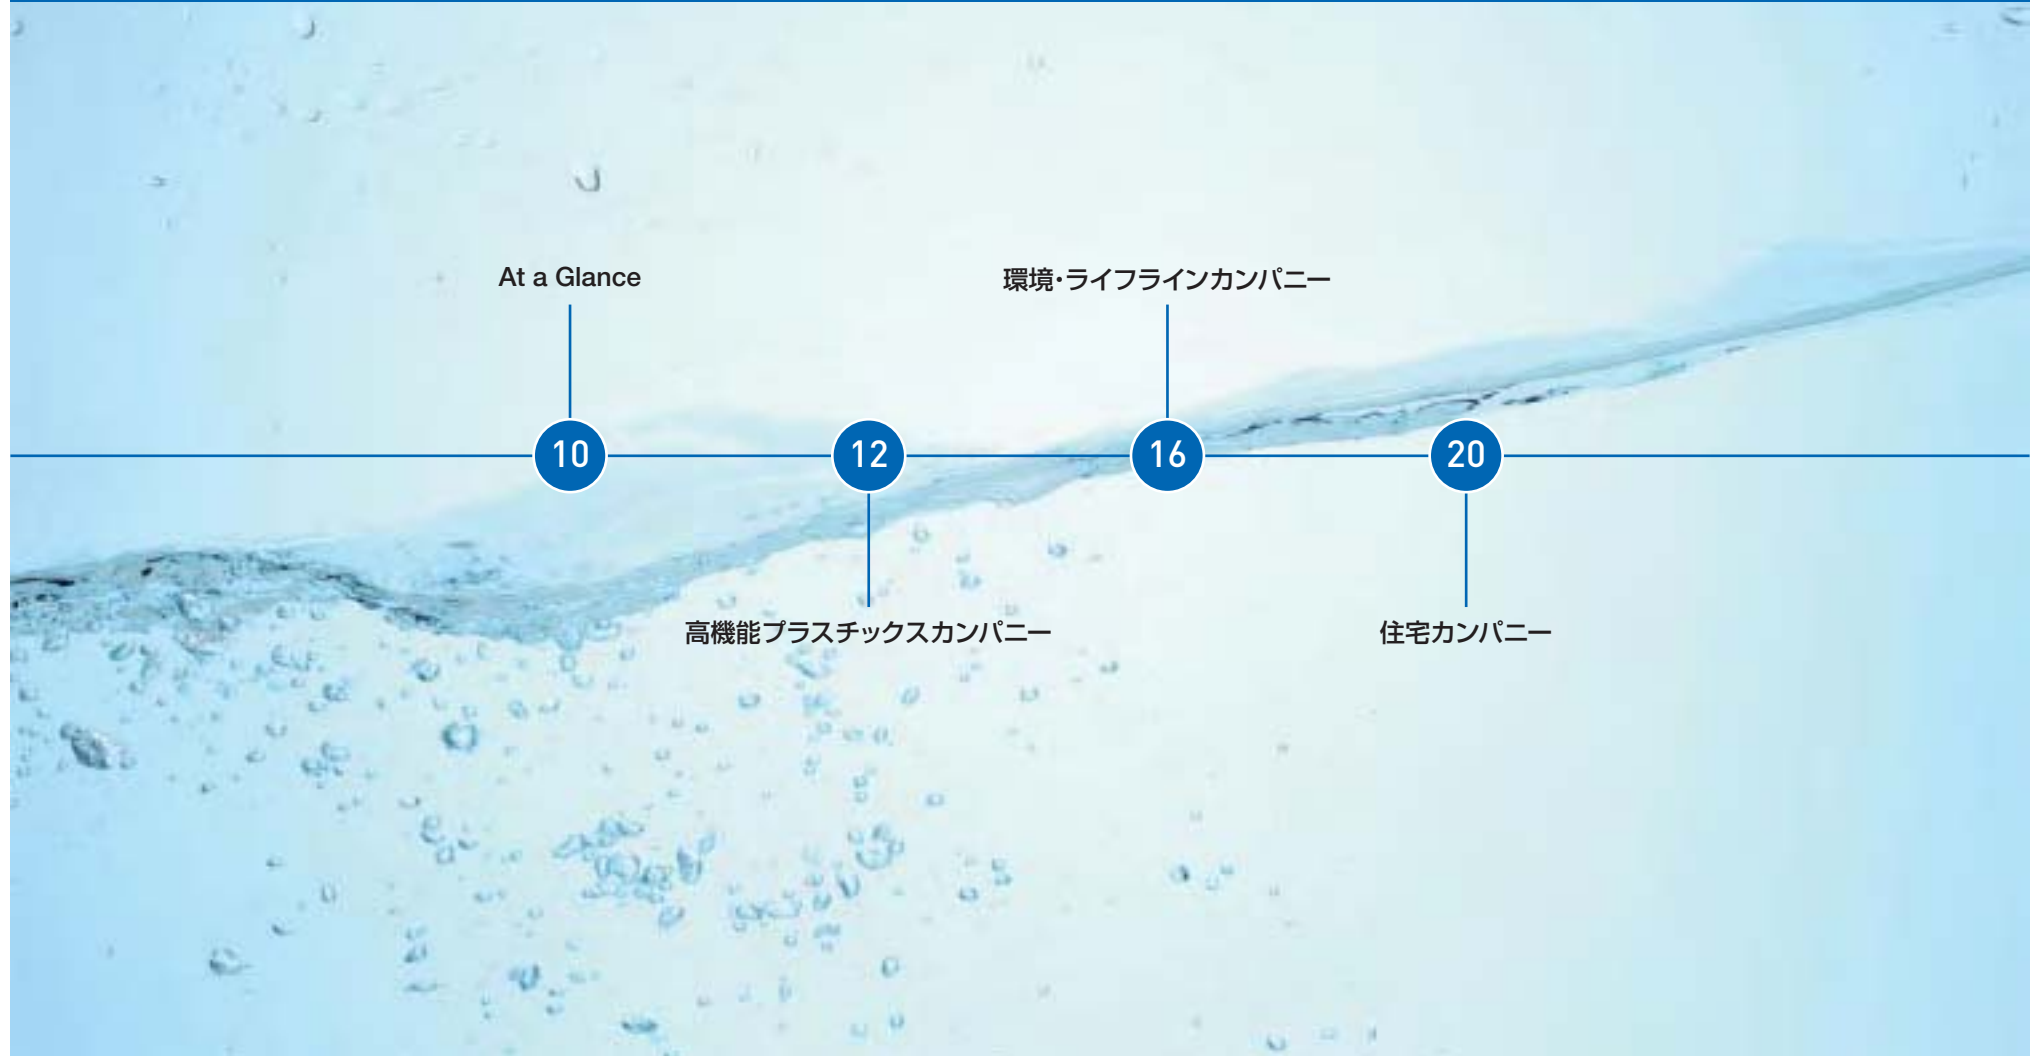 At a Glance
環境・ライフラインカンパニー
10
12
16
20
高機能プラスチックスカンパニー
住宅カンパニー